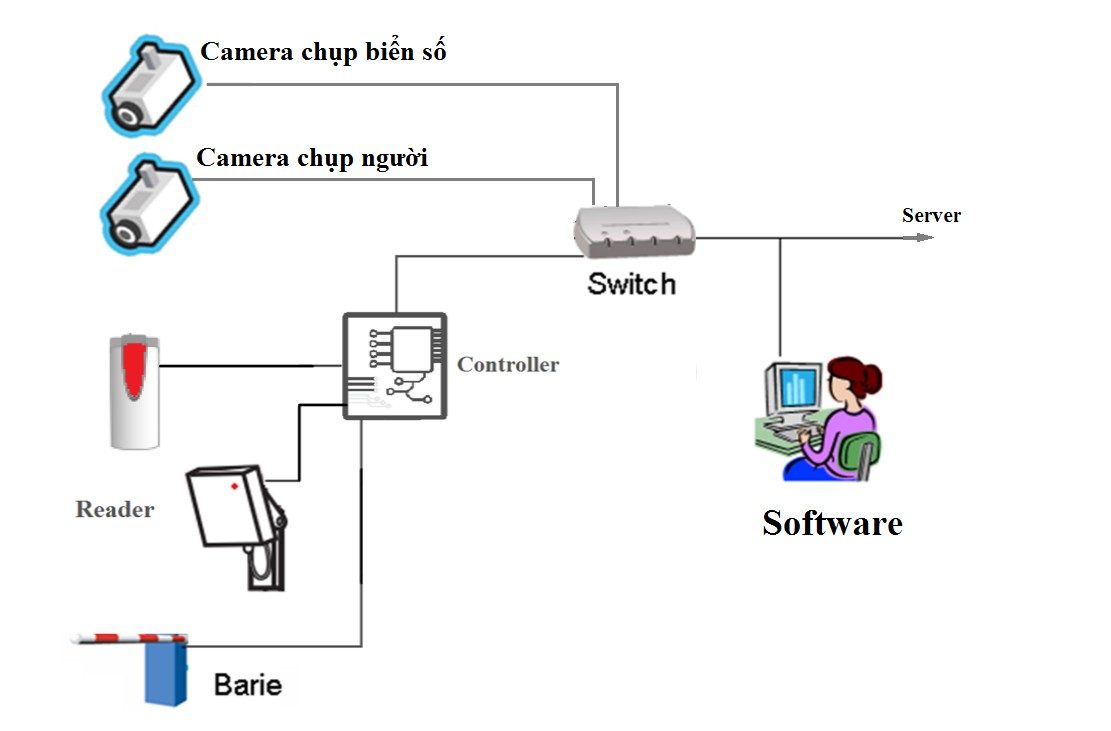 Camera chụp biển số
Camera chụp người
Server
Switch
Controller
Reader
Software
Barie